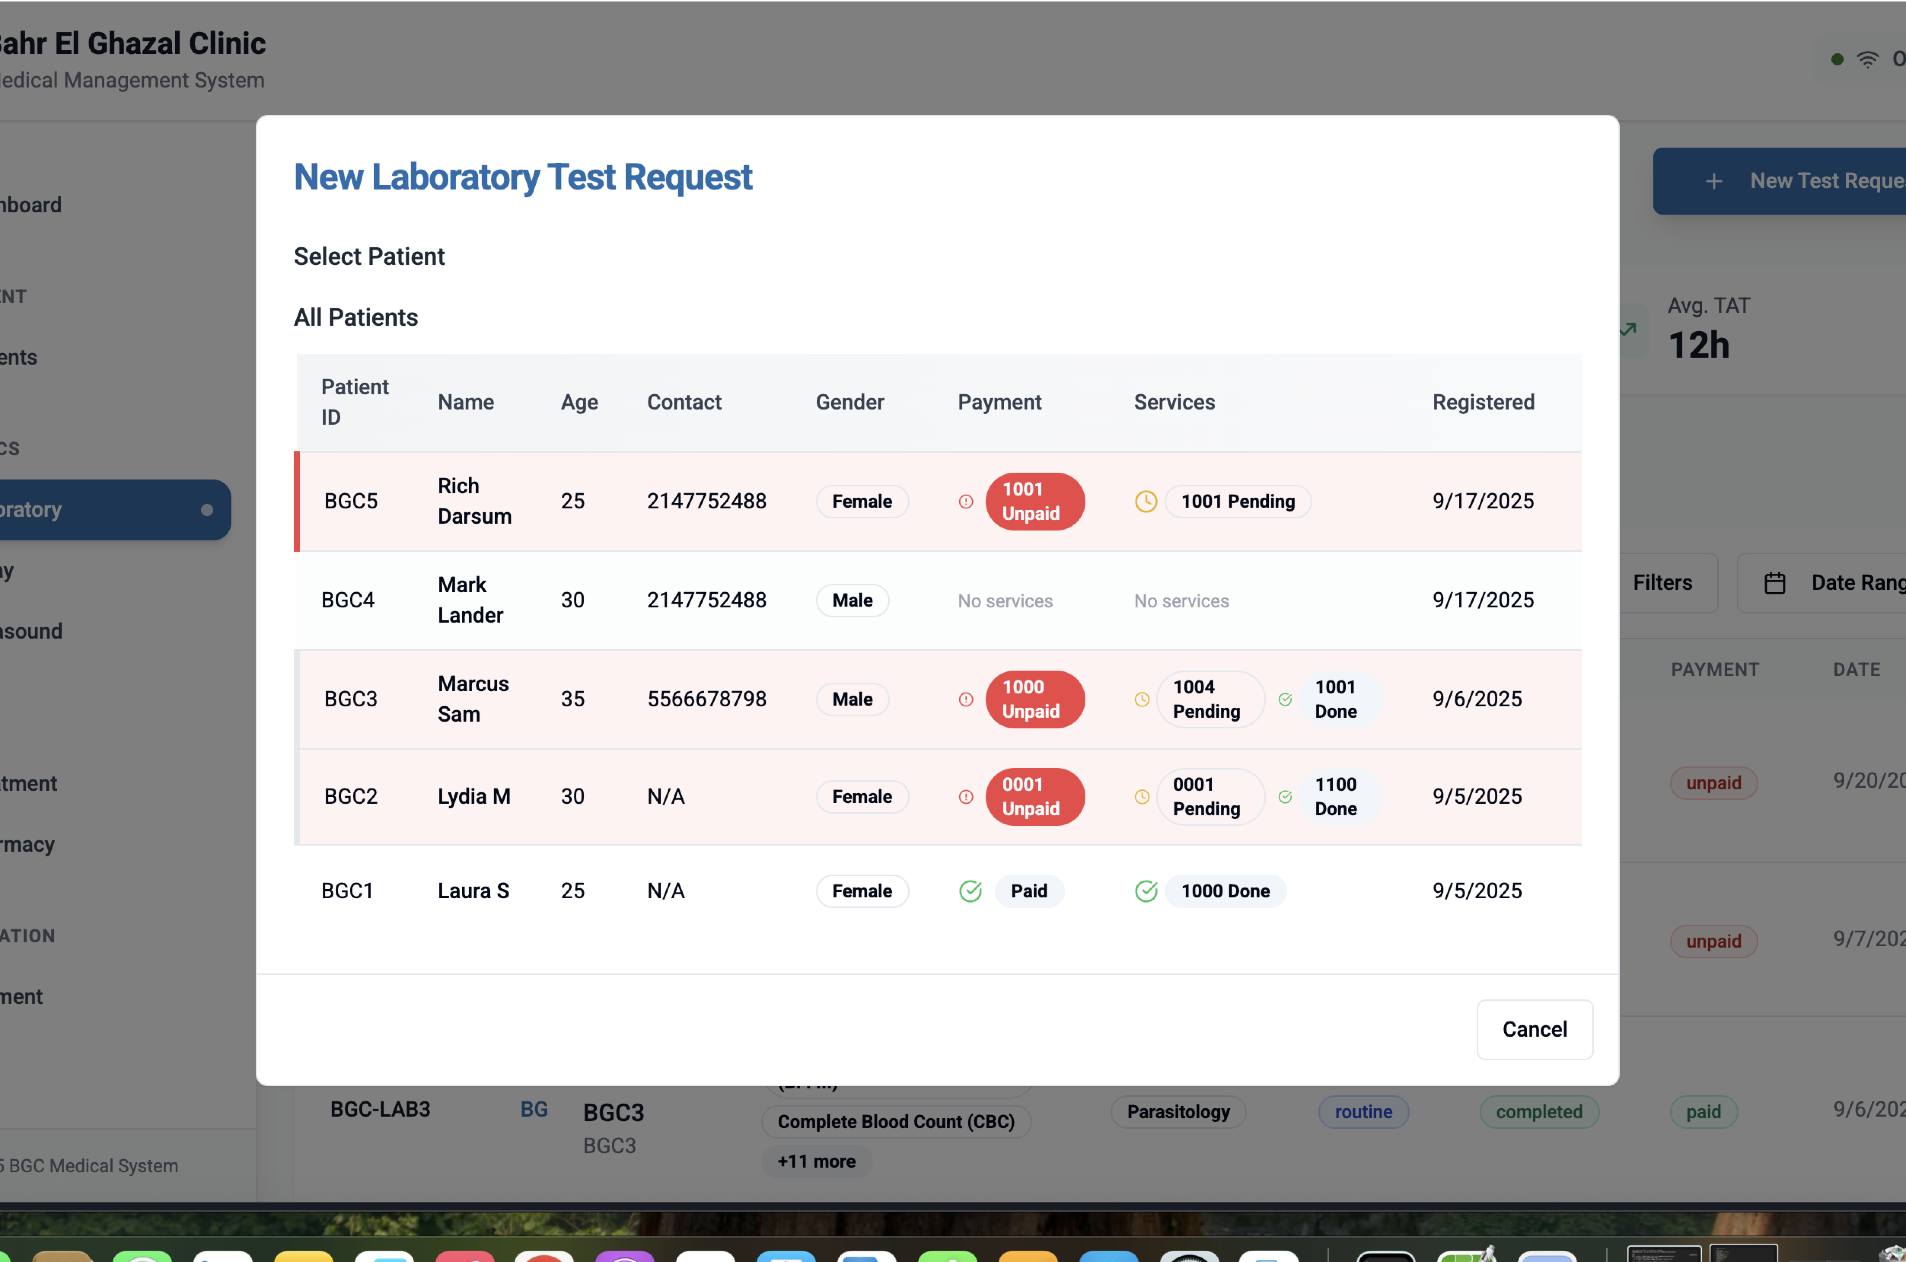 Bahr El Ghazal Clinic
Medical Management System
New Test Reque
New Laboratory Test Request
Select Patient
All Patients
Patient ID Name Age Contact Gender Payment Services Registered
BGC5 Rich Darsum 25 2147752488 Female 1001 Unpaid 1001 Pending 9/17/2025
BGC4 Mark Lander 30 2147752488 Male No services No services 9/17/2025
BGC3 Marcus Sam 35 5566678798 Male 1000 Unpaid 1004 Pending 1001 Done 9/6/2025
BGC2 Lydia M 30 N/A Female 0001 Unpaid 0001 Pending 1100 Done 9/5/2025
BGC1 Laura S 25 N/A Female Paid 1000 Done 9/5/2025
Cancel
hboard
ENT
ents
CS
oratory
ay
asound
tment
rmacy
ATION
ment
5 BGC Medical System
Avg. TAT
12h
Filters
Date Rang
PAYMENT DATE
unpaid 9/20/20
unpaid 9/7/202
BGC-LAB3 BG BGC3 Complete Blood Count (CBC) Parasitology routine completed paid 9/6/202
BGC3
+11 more